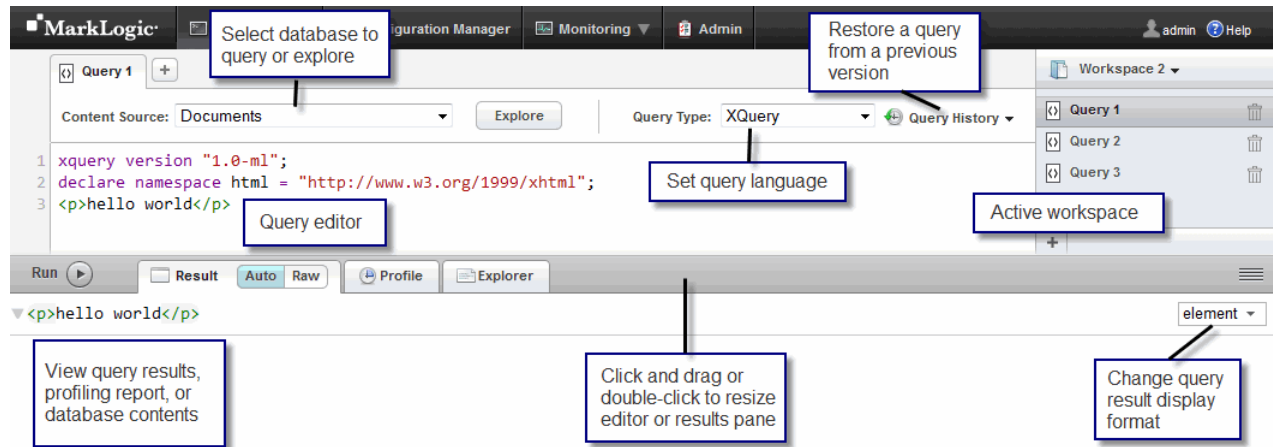 MarkLogic
Select database to
query or explore
iguration Manager
Monitoring
Admin
Restore a query
from a previous
version
admin
Help
Query 1
+
Workspace 2
Content Source: Documents
Explore
Query Type: XQuery
Query History
Query 1
Query 2
Query 3
1 xquery version "1.0-ml";
2 declare namespace html = "http://www.w3.org/1999/xhtml";
3 <p>hello world</p>
Set query language
Query editor
Active workspace
+
Run
Result
Auto
Raw
Profile
Explorer
<p>hello world</p>
element
View query results,
profiling report, or
database contents
Click and drag or
double-click to resize
editor or results pane
Change query
result display
format